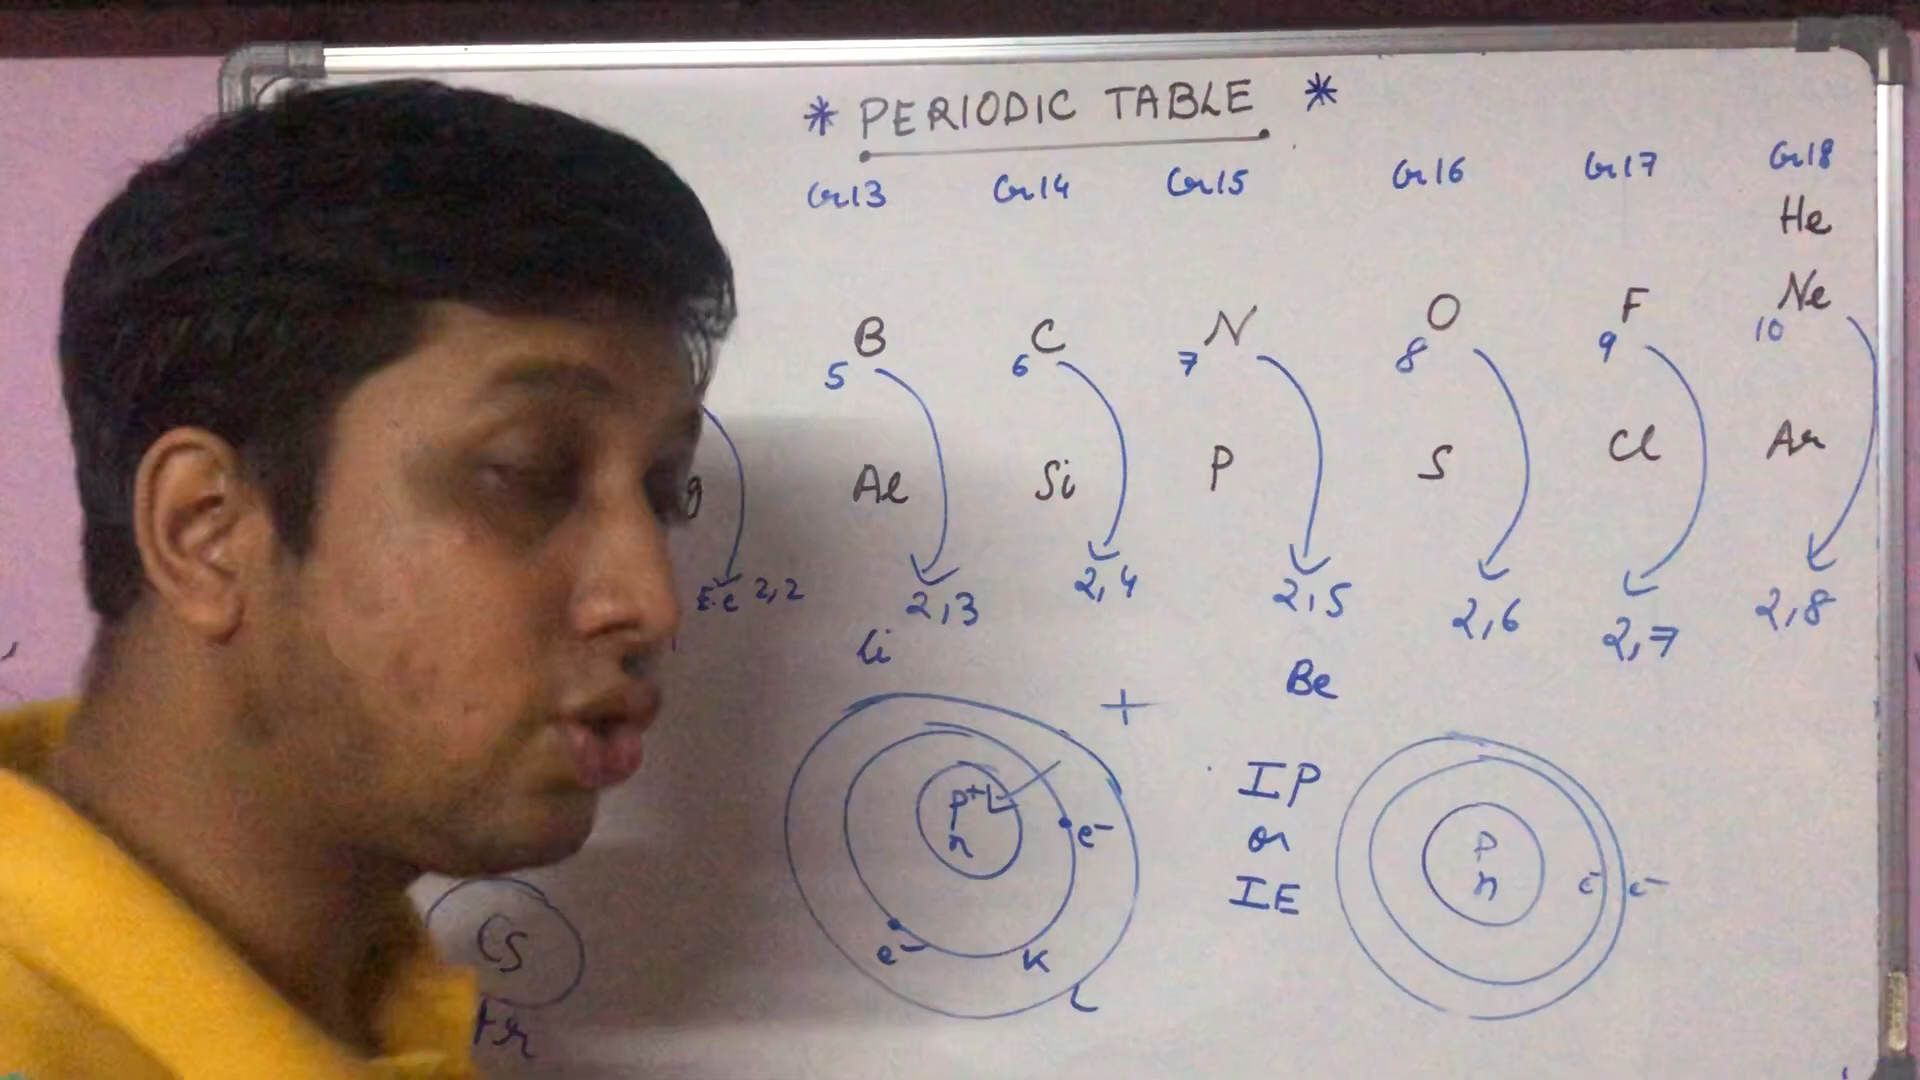 * PERIODIC TABLE *
Gr13 Gr14 Gr15 Gr16 Gr17 Gr18
He
B C N O F Ne
5 6 7 8 9 10
g Al Si P S Cl Ar
E.C 2,2 2,3 2,4 2,5 2,6 2,7 2,8
Li + Be
IP
or
IE
P+
n
e-
e-
K
L
P
n
e- e-
Cs
Fr